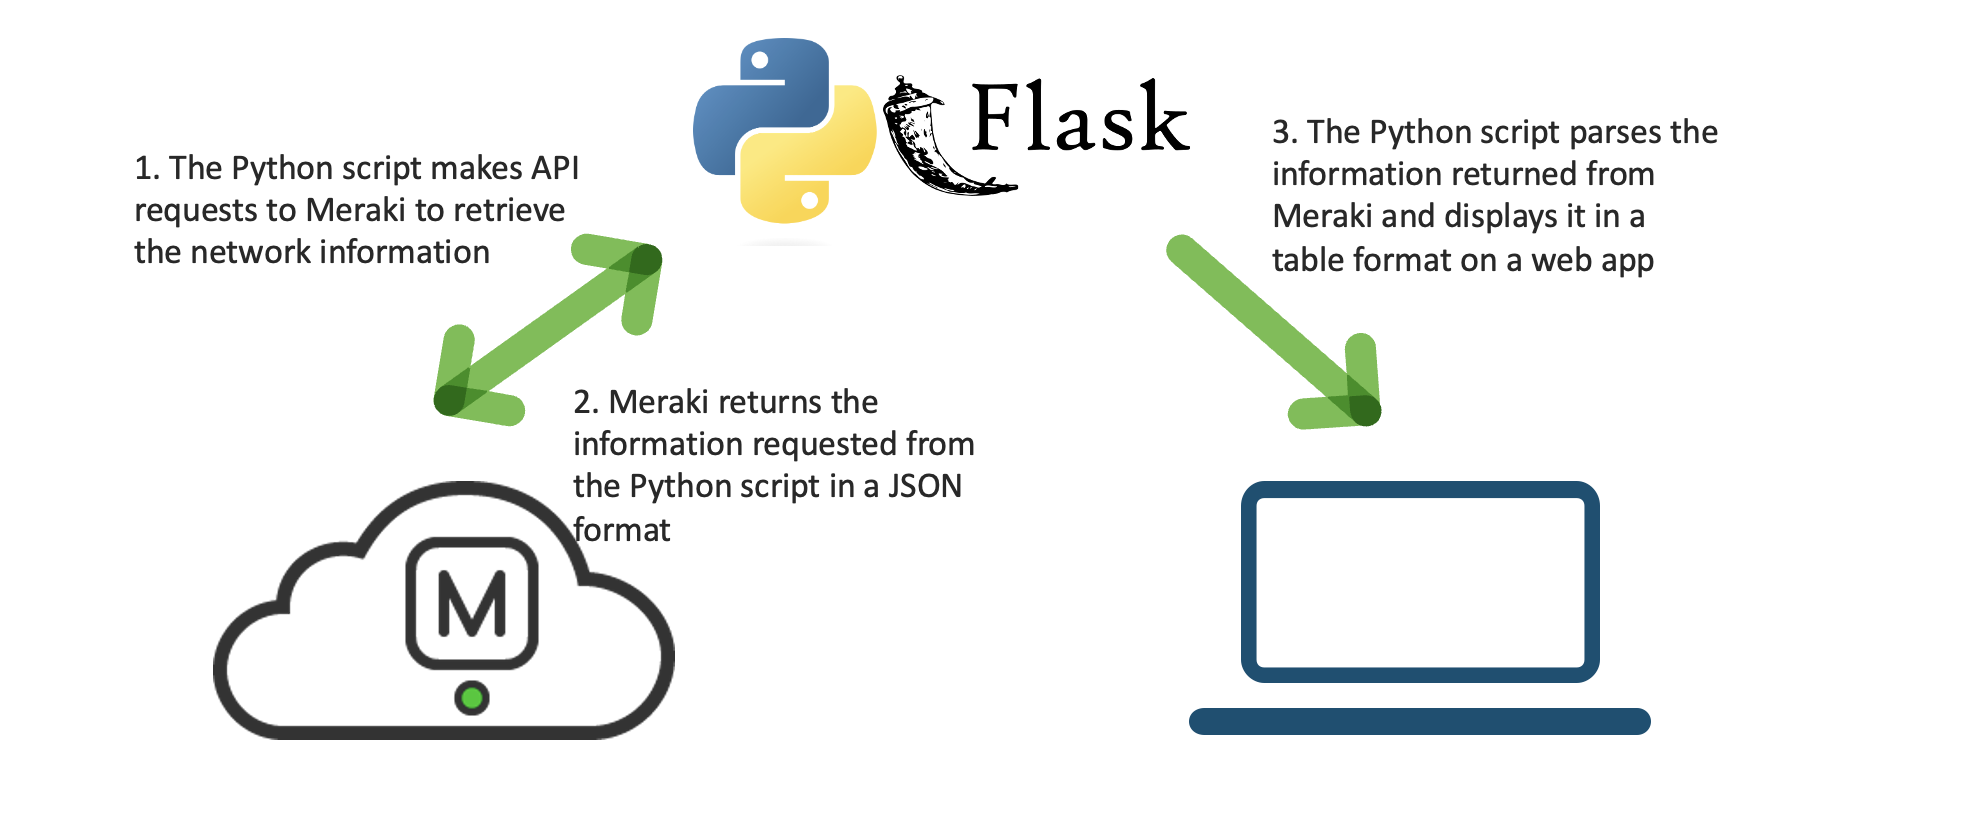 Flask
1. The Python script makes API
requests to Meraki to retrieve
the network information
3. The Python script parses the
information returned from
Meraki and displays it in a
table format on a web app
2. Meraki returns the
information requested from
the Python script in a JSON
format
M